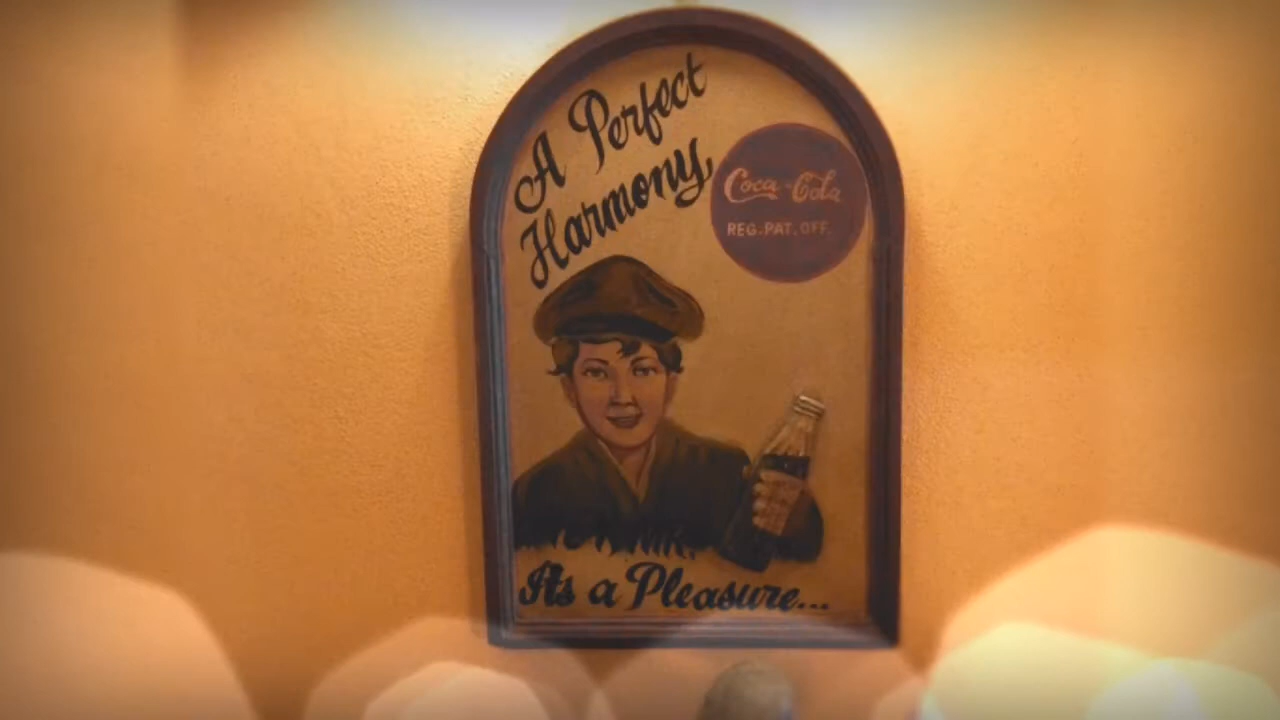 A Perfect
Harmony
Coca-Cola
REG. PAT. OFF.
Its a Pleasure...